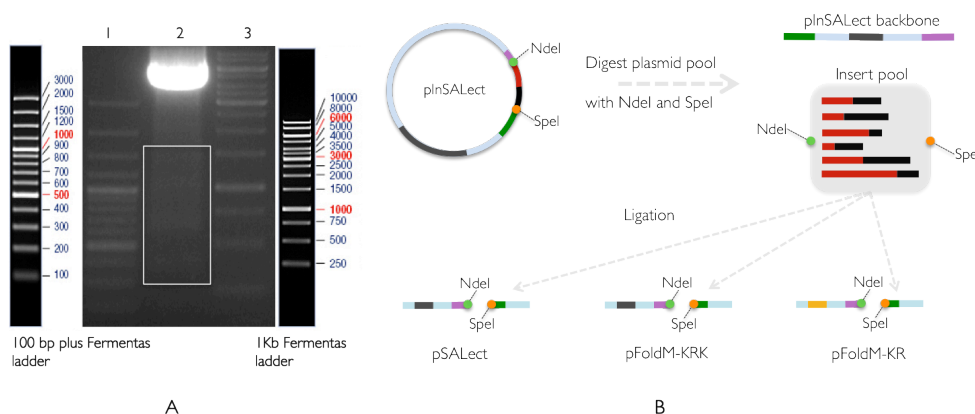 1
2
3
3000
2000
1500
1200
1000
900
800
700
600
500
400
300
200
100
100 bp plus Fermentas
ladder
10000
8000
6000
5000
4000
3500
3000
2500
2000
1500
1000
750
500
250
1Kb Fermentas
ladder
A
pInSALect
NdeI
SpeI
Digest plasmid pool
with NdeI and SpeI
pInSALect backbone
Insert pool
NdeI
Spe
Ligation
NdeI
SpeI
pSALect
NdeI
SpeI
pFoldM-KRK
NdeI
SpeI
pFoldM-KR
B